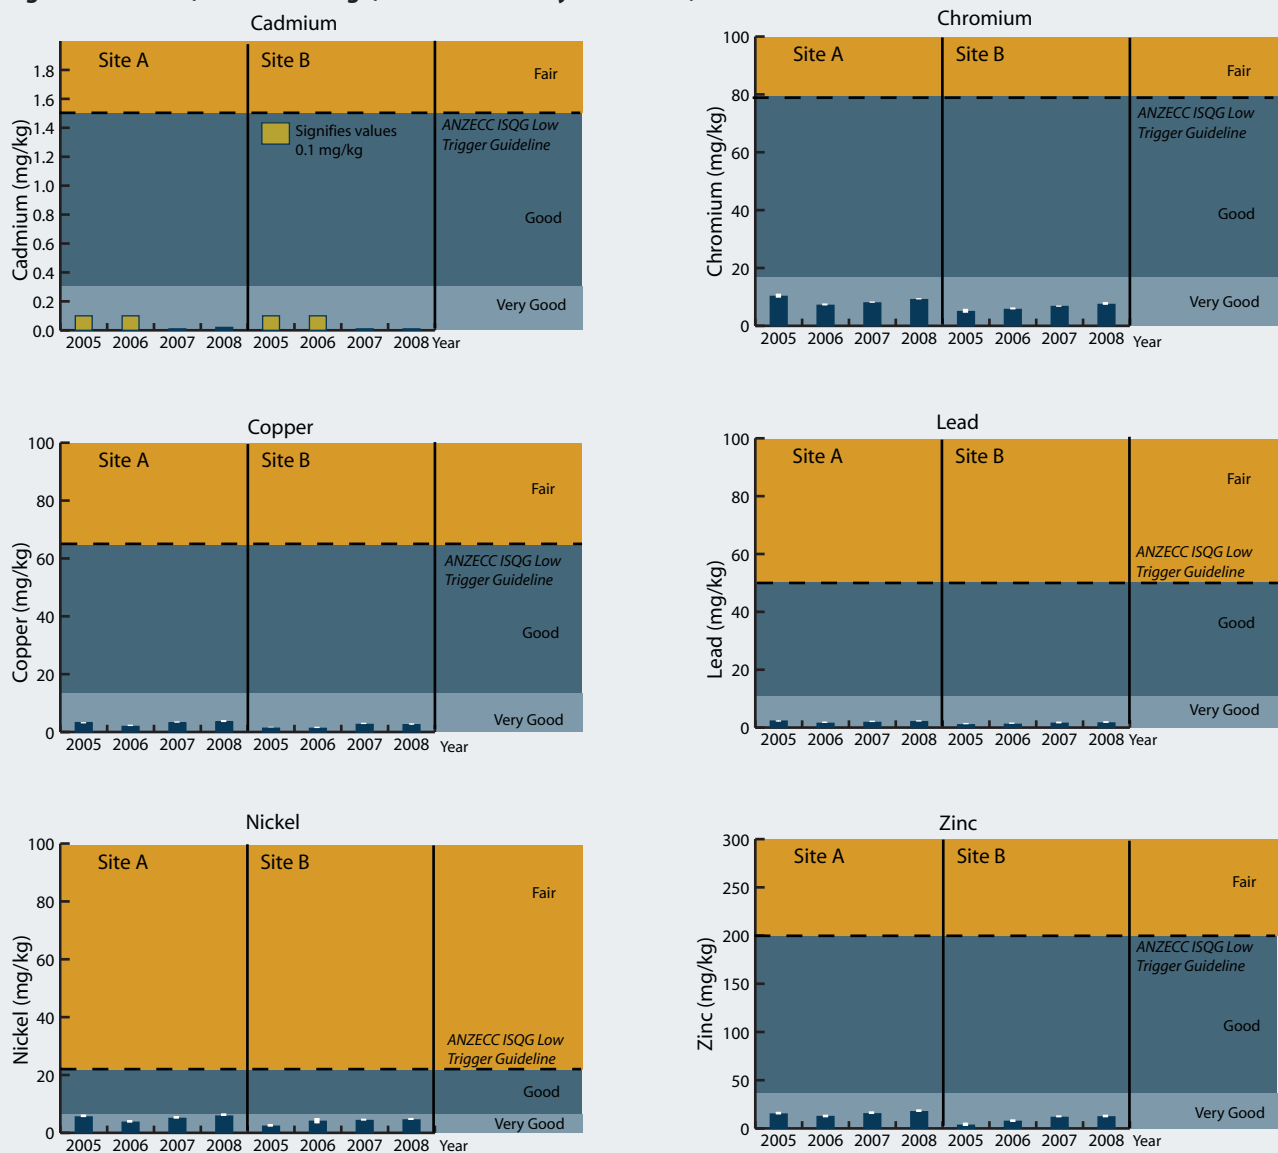 Cadmium
Cadmium (mg/kg)
1.8
1.6
1.4
1.2
1.0
0.8
0.6
0.4
0.2
0.0
Site A
Site B
Fair
Signifies values
0.1 mg/kg
ANZECC ISQG Low
Trigger Guideline
Good
Very Good
2005 2006 2007 2008 2005 2006 2007 2008 Year
Chromium
Chromium (mg/kg)
100
80
60
40
20
0
Site A
Site B
Fair
ANZECC ISQG Low
Trigger Guideline
Good
Very Good
2005 2006 2007 2008 2005 2006 2007 2008 Year
Copper
Copper (mg/kg)
100
80
60
40
20
0
Site A
Site B
Fair
ANZECC ISQG Low
Trigger Guideline
Good
Very Good
2005 2006 2007 2008 2005 2006 2007 2008 Year
Lead
Lead (mg/kg)
100
80
60
40
20
0
Site A
Site B
Fair
ANZECC ISQG Low
Trigger Guideline
Good
Very Good
2005 2006 2007 2008 2005 2006 2007 2008 Year
Nickel
Nickel (mg/kg)
100
80
60
40
20
0
Site A
Site B
Fair
ANZECC ISQG Low
Trigger Guideline
Good
Very Good
2005 2006 2007 2008 2005 2006 2007 2008 Year
Zinc
Zinc (mg/kg)
300
250
200
150
100
50
0
Site A
Site B
Fair
ANZECC ISQG Low
Trigger Guideline
Good
Very Good
2005 2006 2007 2008 2005 2006 2007 2008 Year